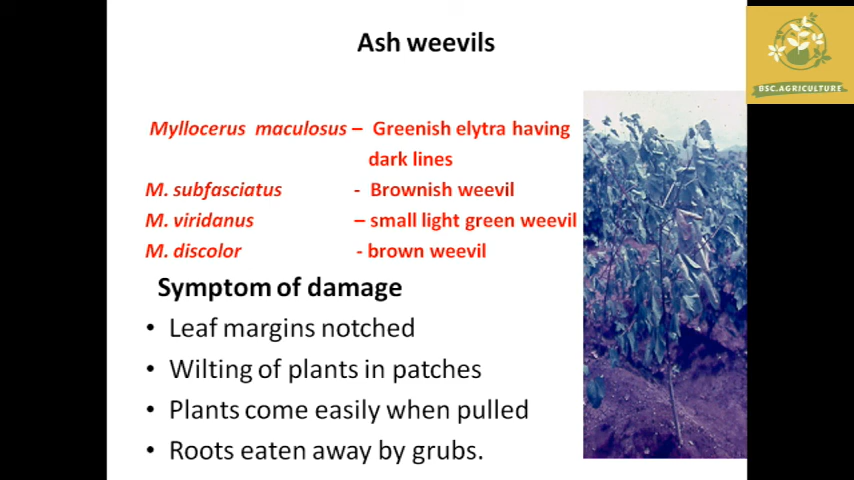 Ash weevils
BSC.AGRICULTURE
Myllocerus maculosus – Greenish elytra having
dark lines
M. subfasciatus - Brownish weevil
M. viridanus – small light green weevil
M. discolor - brown weevil
Symptom of damage
• Leaf margins notched
• Wilting of plants in patches
• Plants come easily when pulled
• Roots eaten away by grubs.